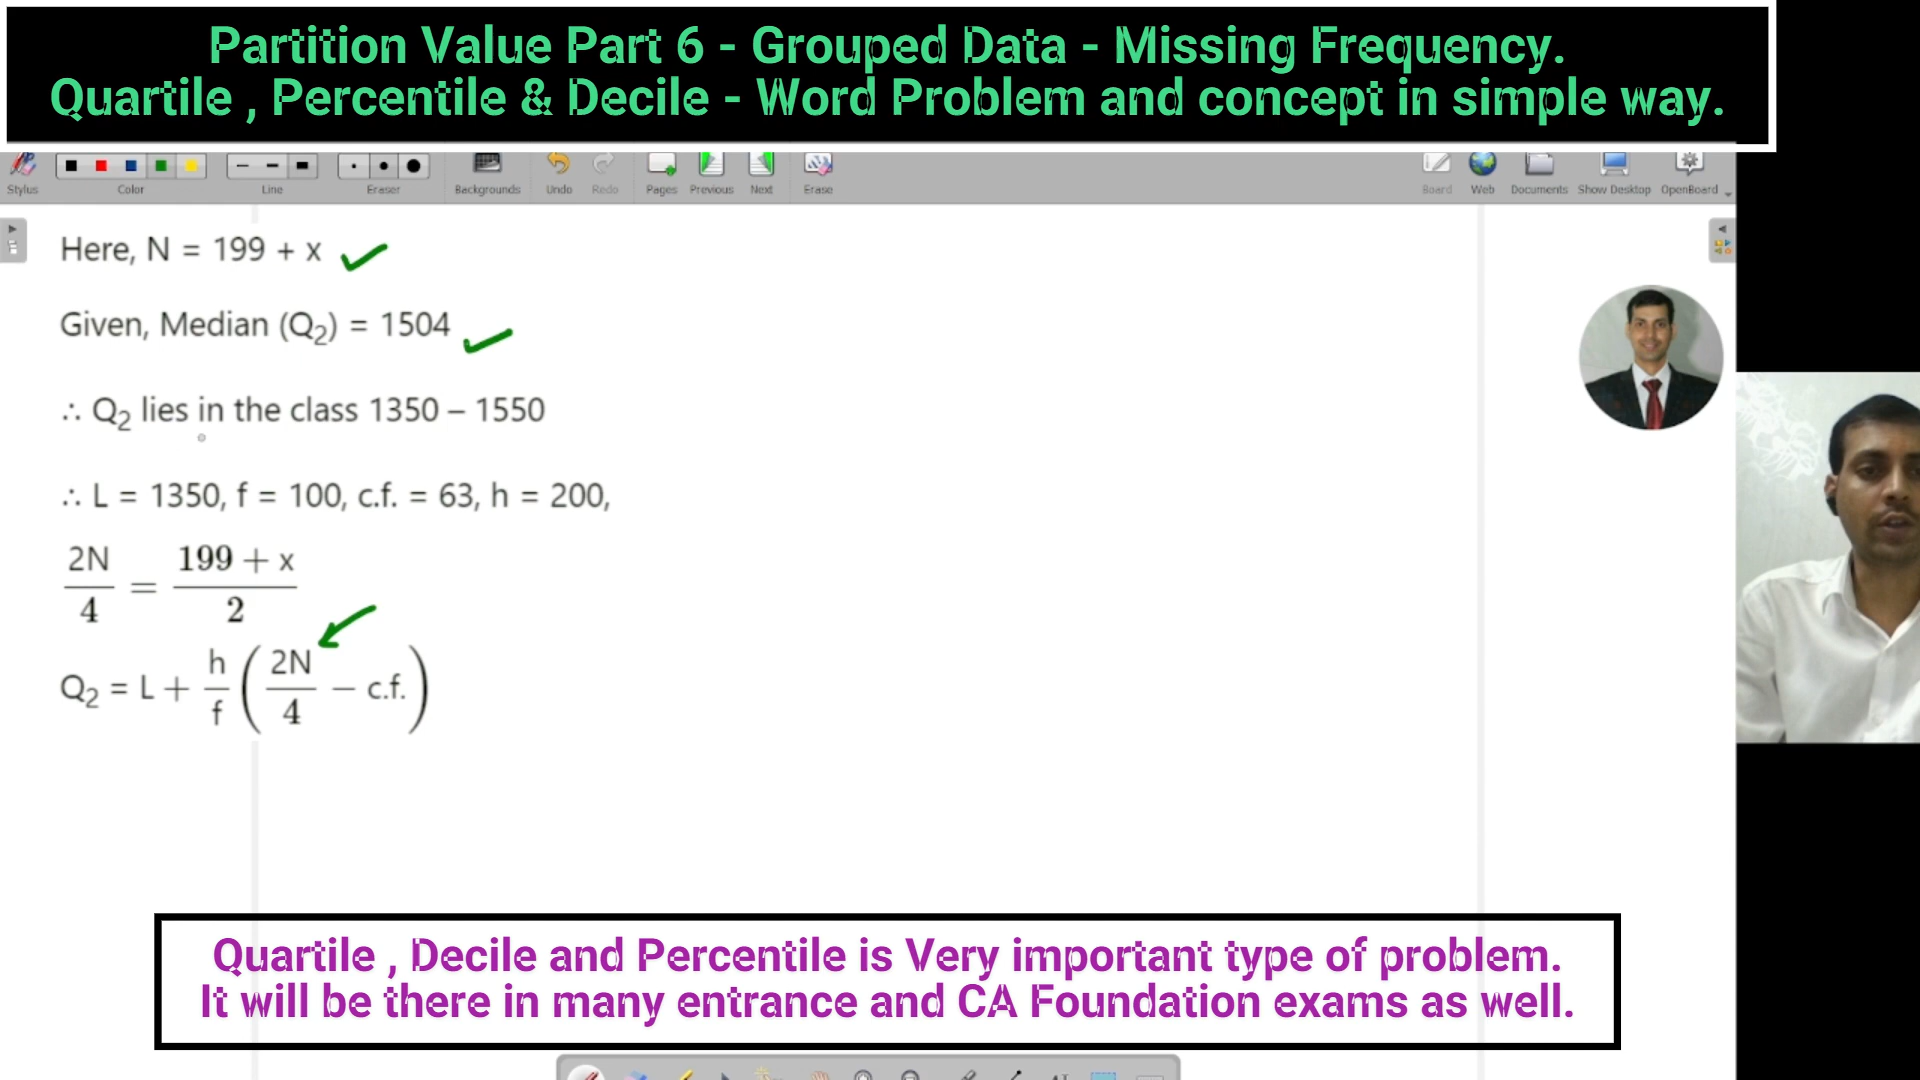 Partition Value Part 6 - Grouped Data - Missing Frequency.
Quartile , Percentile & Decile - Word Problem and concept in simple way.
Stylus Color Line Eraser Backgrounds Undo Redo Pages Previous Next Erase Board Web Documents Show Desktop OpenBoard
Here, N = 199 + x
Given, Median (Q₂) = 1504
∴ Q₂ lies in the class 1350 – 1550
∴ L = 1350, f = 100, c.f. = 63, h = 200,
2N/4 = (199 + x)/2
Q₂ = L + h/f (2N/4 − c.f.)
Quartile , Decile and Percentile is Very important type of problem.
It will be there in many entrance and CA Foundation exams as well.